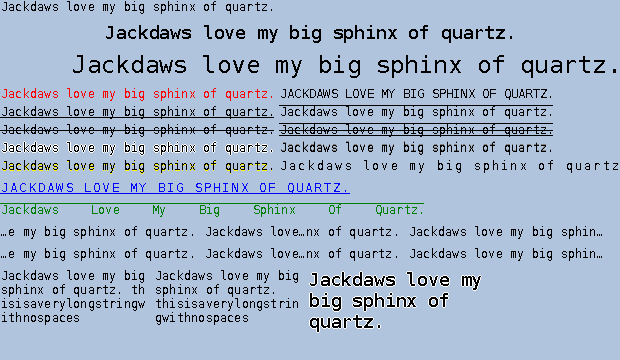 Jackdaws love my big sphinx of quartz.
Jackdaws love my big sphinx of quartz.
Jackdaws love my big sphinx of quartz.
Jackdaws love my big sphinx of quartz. JACKDAWS LOVE MY BIG SPHINX OF QUARTZ.
Jackdaws love my big sphinx of quartz. Jackdaws love my big sphinx of quartz.
Jackdaws love my big sphinx of quartz. Jackdaws love my big sphinx of quartz.
Jackdaws love my big sphinx of quartz. Jackdaws love my big sphinx of quartz.
Jackdaws love my big sphinx of quartz. Jackdaws love my big sphinx of quartz
JACKDAWS LOVE MY BIG SPHINX OF QUARTZ.
Jackdaws Love My Big Sphinx Of Quartz.
…e my big sphinx of quartz. Jackdaws love…nx of quartz. Jackdaws love my big sphin…
…e my big sphinx of quartz. Jackdaws love…nx of quartz. Jackdaws love my big sphin…
Jackdaws love my big
sphinx of quartz. th
isisaverylongstringw
ithnospaces
Jackdaws love my big
sphinx of quartz.
thisisaverylongstrin
gwithnospaces
Jackdaws love my
big sphinx of
quartz.